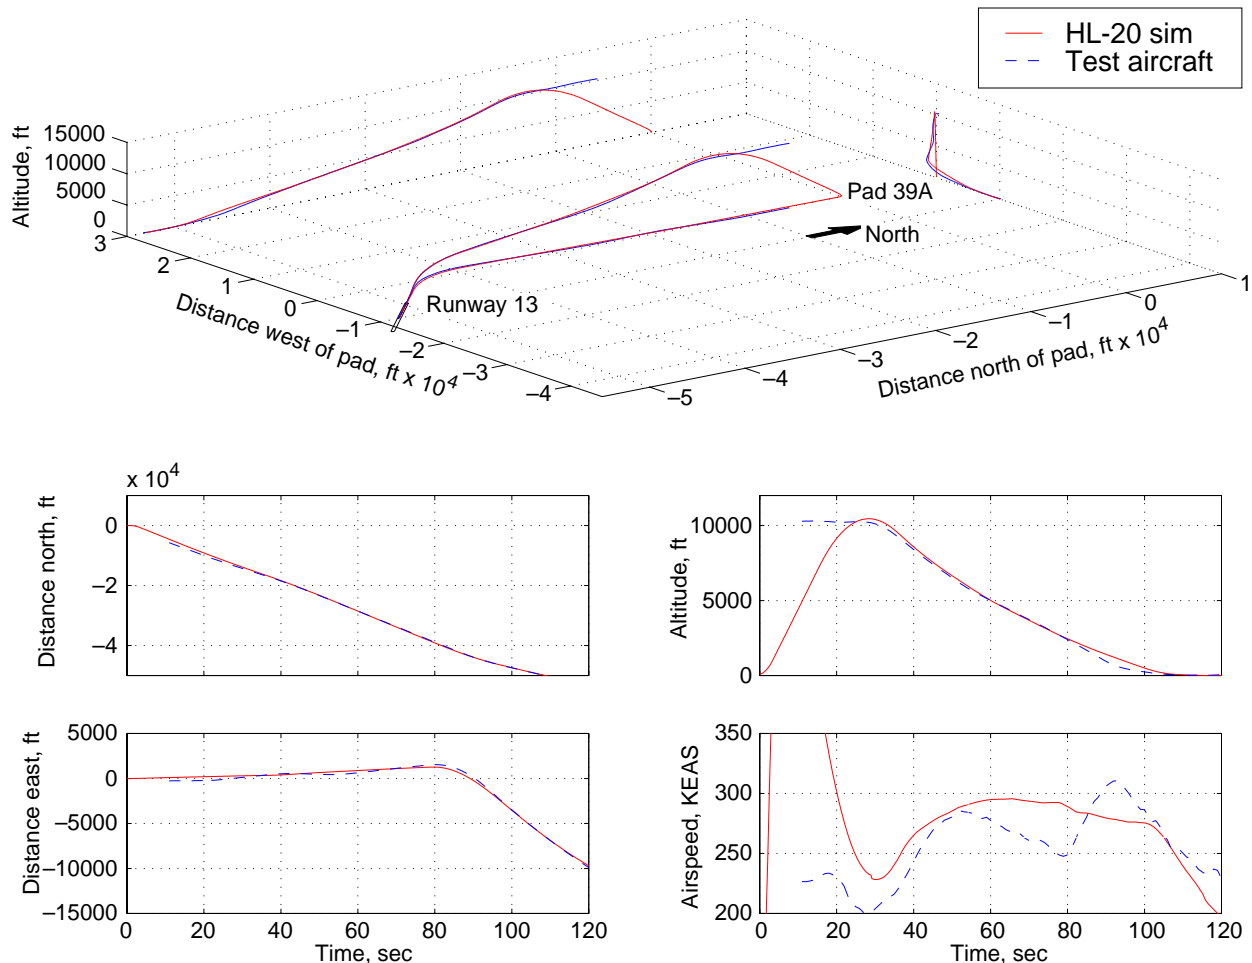 HL-20 sim
Test aircraft
15000
10000
5000
0
Altitude, ft
3
2
1
0
−1
−2
−3
−4
Distance west of pad, ft x 10⁴
Pad 39A
North
Runway 13
1
0
−1
−2
−3
−4
−5
Distance north of pad, ft x 10⁴
x 10⁴
0
−2
−4
Distance north, ft
10000
5000
0
Altitude, ft
5000
0
−5000
−10000
−15000
Distance east, ft
0 20 40 60 80 100 120
Time, sec
350
300
250
200
Airspeed, KEAS
0 20 40 60 80 100 120
Time, sec